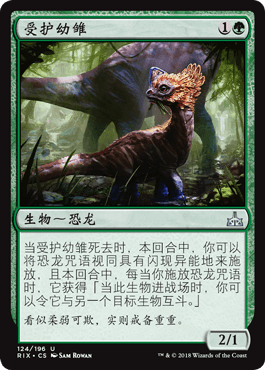 受护幼雏 1
生物～恐龙
当受护幼雏死去时，本回合中，你可以
将恐龙咒语视同具有闪现异能地来施
放，且本回合中，每当你施放恐龙咒语
时，它获得「当此生物进战场时，你可
以令它与另一个目标生物互斗。」
看似柔弱可欺，实则戒备重重。
2/1
124/196 U
RIX • CS SAM ROWAN
™ & © 2018 Wizards of the Coast